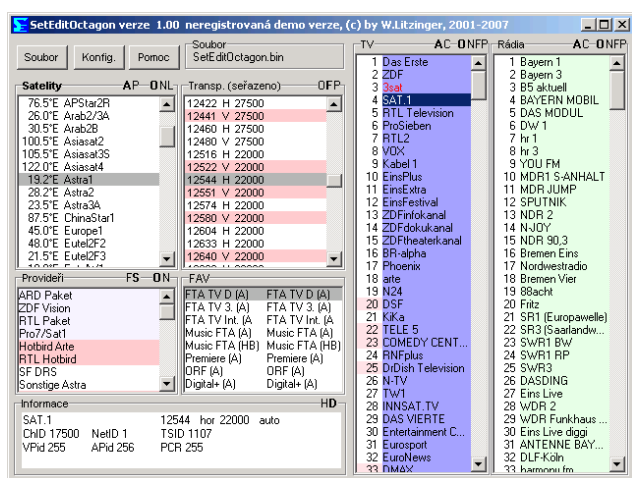 SetEditOctagon verze 1.00 neregistrovaná demo verze, (c) by W.Litzinger, 2001-2007
Soubor
Konfig.
Pomoc
Soubor
SetEditOctagon.bin
Satelity AP ONL
76.5°E APStar2R
26.0°E Arab2/3A
30.5°E Arab2B
100.5°E Asiasat2
105.5°E Asiasat3S
122.0°E Asiasat4
19.2°E Astra1
28.2°E Astra2
23.5°E Astra3A
87.5°E ChinaStar1
45.0°E Europe1
48.0°E Eutel2F2
21.5°E Eutel2F3
Transp. (seřazeno) OFP
12422 H 27500
12441 V 27500
12460 H 27500
12480 V 27500
12516 H 22000
12522 V 22000
12544 H 22000
12551 V 22000
12574 H 22000
12580 V 22000
12604 H 22000
12633 H 22000
12640 V 22000
Provideři FS ON
ARD Paket
ZDF Vision
RTL Paket
Pro7/Sat1
Hotbird Arte
RTL Hotbird
SF DRS
Sonstige Astra
FAV
FTA TV D (A) FTA TV D (A)
FTA TV 3. (A) FTA TV 3. (A)
FTA TV Int. (A FTA TV Int. (A
Music FTA (A) Music FTA (A)
Music FTA (HB) Music FTA (HB)
Premiere (A) Premiere (A)
ORF (A) ORF (A)
Digital+ (A) Digital+ (A)
Informace HD
SAT.1 12544 hor 22000 auto
ChID 17500 NetID 1 TSID 1107
VPid 255 APid 256 PCR 255
TV AC ONFP
1 Das Erste
2 ZDF
3 3sat
4 SAT.1
5 RTL Television
6 ProSieben
7 RTL2
8 VOX
9 Kabel 1
10 EinsPlus
11 EinsExtra
12 EinsFestival
13 ZDFinfokanal
14 ZDFdokukanal
15 ZDFtheaterkanal
16 BR-alpha
17 Phoenix
18 arte
19 N24
20 DSF
21 KiKa
22 TELE 5
23 COMEDY CENT...
24 RNFplus
25 DrDish Television
26 N-TV
27 TW1
28 INNSAT.TV
29 DAS VIERTE
30 Entertainment C...
31 Eurosport
32 EuroNews
33 DMAX
Rádia AC ONFP
1 Bayern 1
2 Bayern 3
3 B5 aktuell
4 BAYERN MOBIL
5 DAS MODUL
6 DW 1
7 hr 1
8 hr 3
9 YOU FM
10 MDR1 S-ANHALT
11 MDR JUMP
12 SPUTNIK
13 NDR 2
14 N-JOY
15 NDR 90,3
16 Bremen Eins
17 Nordwestradio
18 Bremen Vier
19 88acht
20 Fritz
21 SR1 (Europawelle)
22 SR3 (Saarlandw...
23 SWR1 BW
24 SWR1 RP
25 SWR3
26 DASDING
27 Eins Live
28 WDR 2
29 WDR Funkhaus ...
30 Eins Live diggi
31 ANTENNE BAY...
32 DLF-Köln
33 harmony fm